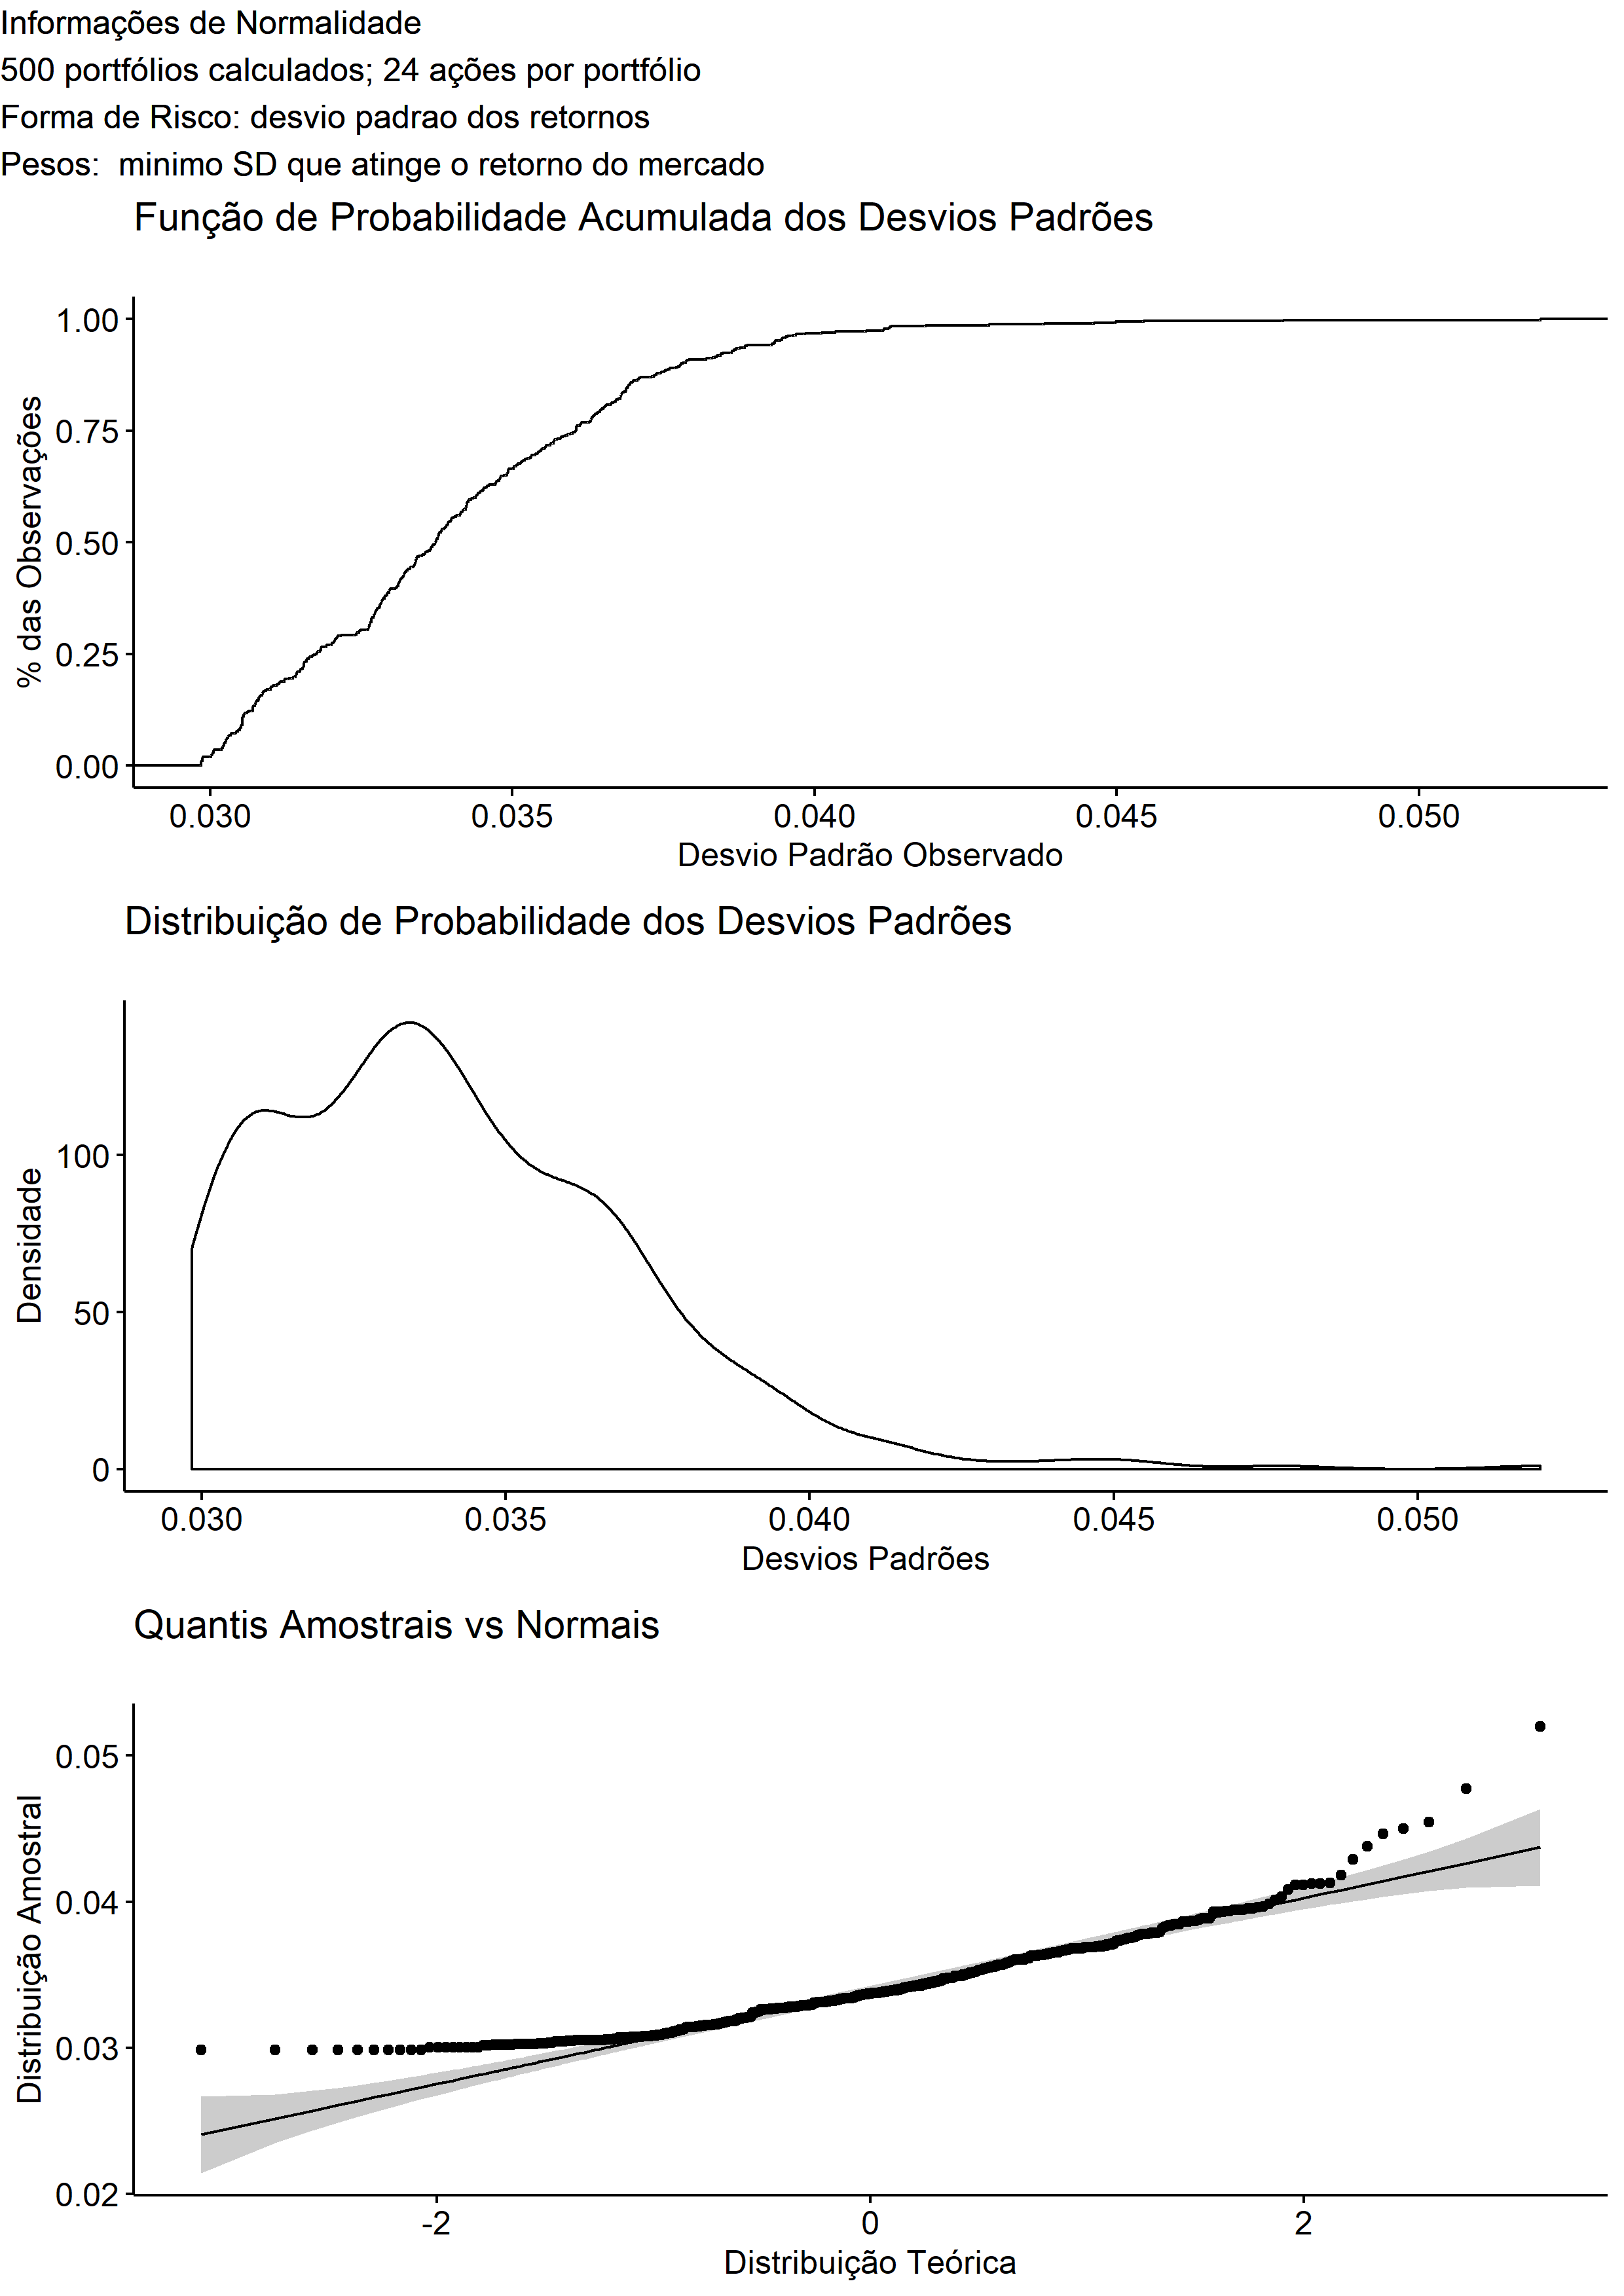 Informações de Normalidade
500 portfólios calculados; 24 ações por portfólio
Forma de Risco: desvio padrao dos retornos
Pesos:  minimo SD que atinge o retorno do mercado
Função de Probabilidade Acumulada dos Desvios Padrões
% das Observações
1.00
0.75
0.50
0.25
0.00
0.030 0.035 0.040 0.045 0.050
Desvio Padrão Observado
Distribuição de Probabilidade dos Desvios Padrões
Densidade
100
50
0
0.030 0.035 0.040 0.045 0.050
Desvios Padrões
Quantis Amostrais vs Normais
Distribuição Amostral
0.05
0.04
0.03
0.02
-2 0 2
Distribuição Teórica